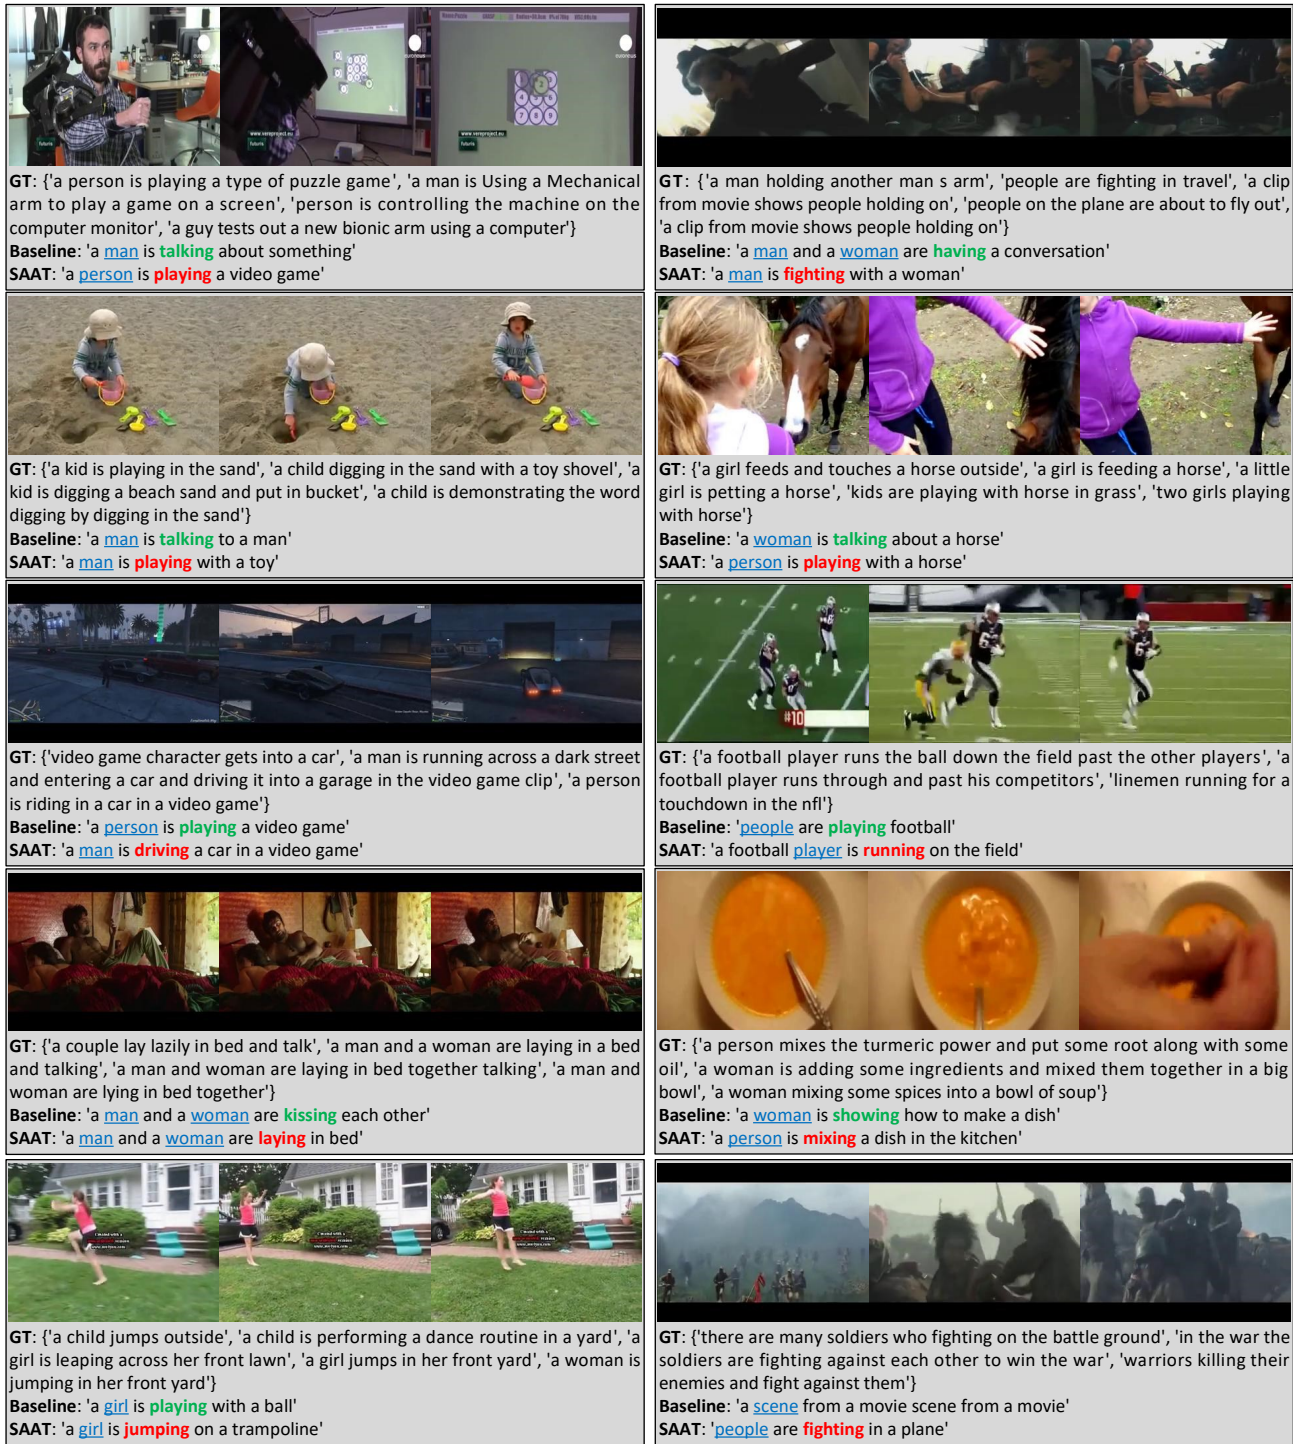 futuris
www.vereproject.eu
futuris
www.vereproject.eu
futuris
1
2
4
5
6
7
8
9
GT: {'a person is playing a type of puzzle game', 'a man is Using a Mechanical
arm to play a game on a screen', 'person is controlling the machine on the
computer monitor', 'a guy tests out a new bionic arm using a computer'}
Baseline: 'a man is talking about something'
SAAT: 'a person is playing a video game'
GT: {'a man holding another man s arm', 'people are fighting in travel', 'a clip
from movie shows people holding on', 'people on the plane are about to fly out',
'a clip from movie shows people holding on'}
Baseline: 'a man and a woman are having a conversation'
SAAT: 'a man is fighting with a woman'
GT: {'a kid is playing in the sand', 'a child digging in the sand with a toy shovel', 'a
kid is digging a beach sand and put in bucket', 'a child is demonstrating the word
digging by digging in the sand'}
Baseline: 'a man is talking to a man'
SAAT: 'a man is playing with a toy'
GT: {'a girl feeds and touches a horse outside', 'a girl is feeding a horse', 'a little
girl is petting a horse', 'kids are playing with horse in grass', 'two girls playing
with horse'}
Baseline: 'a woman is talking about a horse'
SAAT: 'a person is playing with a horse'
GT: {'video game character gets into a car', 'a man is running across a dark street
and entering a car and driving it into a garage in the video game clip', 'a person
is riding in a car in a video game'}
Baseline: 'a person is playing a video game'
SAAT: 'a man is driving a car in a video game'
#10
GT: {'a football player runs the ball down the field past the other players', 'a
football player runs through and past his competitors', 'linemen running for a
touchdown in the nfl'}
Baseline: 'people are playing football'
SAAT: 'a football player is running on the field'
GT: {'a couple lay lazily in bed and talk', 'a man and a woman are laying in a bed
and talking', 'a man and woman are laying in bed together talking', 'a man and
woman are lying in bed together'}
Baseline: 'a man and a woman are kissing each other'
SAAT: 'a man and a woman are laying in bed'
GT: {'a person mixes the turmeric power and put some root along with some
oil', 'a woman is adding some ingredients and mixed them together in a big
bowl', 'a woman mixing some spices into a bowl of soup'}
Baseline: 'a woman is showing how to make a dish'
SAAT: 'a person is mixing a dish in the kitchen'
GT: {'a child jumps outside', 'a child is performing a dance routine in a yard', 'a
girl is leaping across her front lawn', 'a girl jumps in her front yard', 'a woman is
jumping in her front yard'}
Baseline: 'a girl is playing with a ball'
SAAT: 'a girl is jumping on a trampoline'
GT: {'there are many soldiers who fighting on the battle ground', 'in the war the
soldiers are fighting against each other to win the war', 'warriors killing their
enemies and fight against them'}
Baseline: 'a scene from a movie scene from a movie'
SAAT: 'people are fighting in a plane'